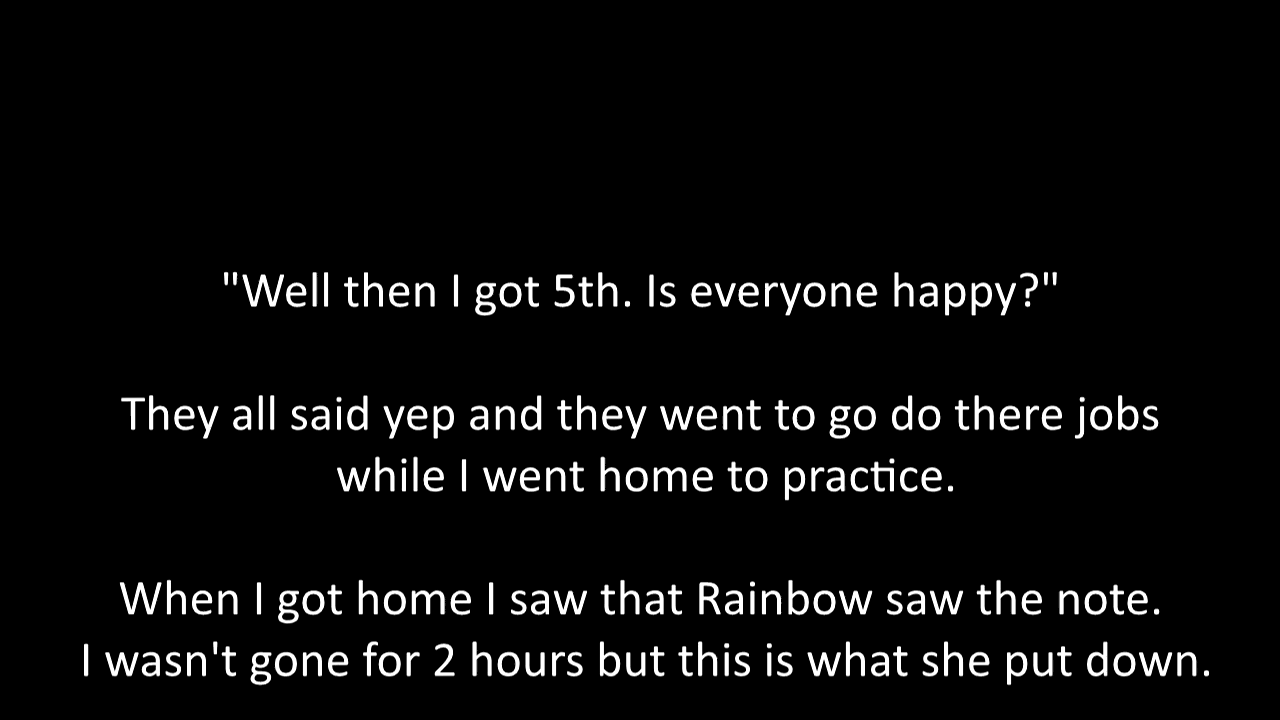 "Well then I got 5th. Is everyone happy?"
They all said yep and they went to go do there jobs
while I went home to practice.
When I got home I saw that Rainbow saw the note.
I wasn't gone for 2 hours but this is what she put down.